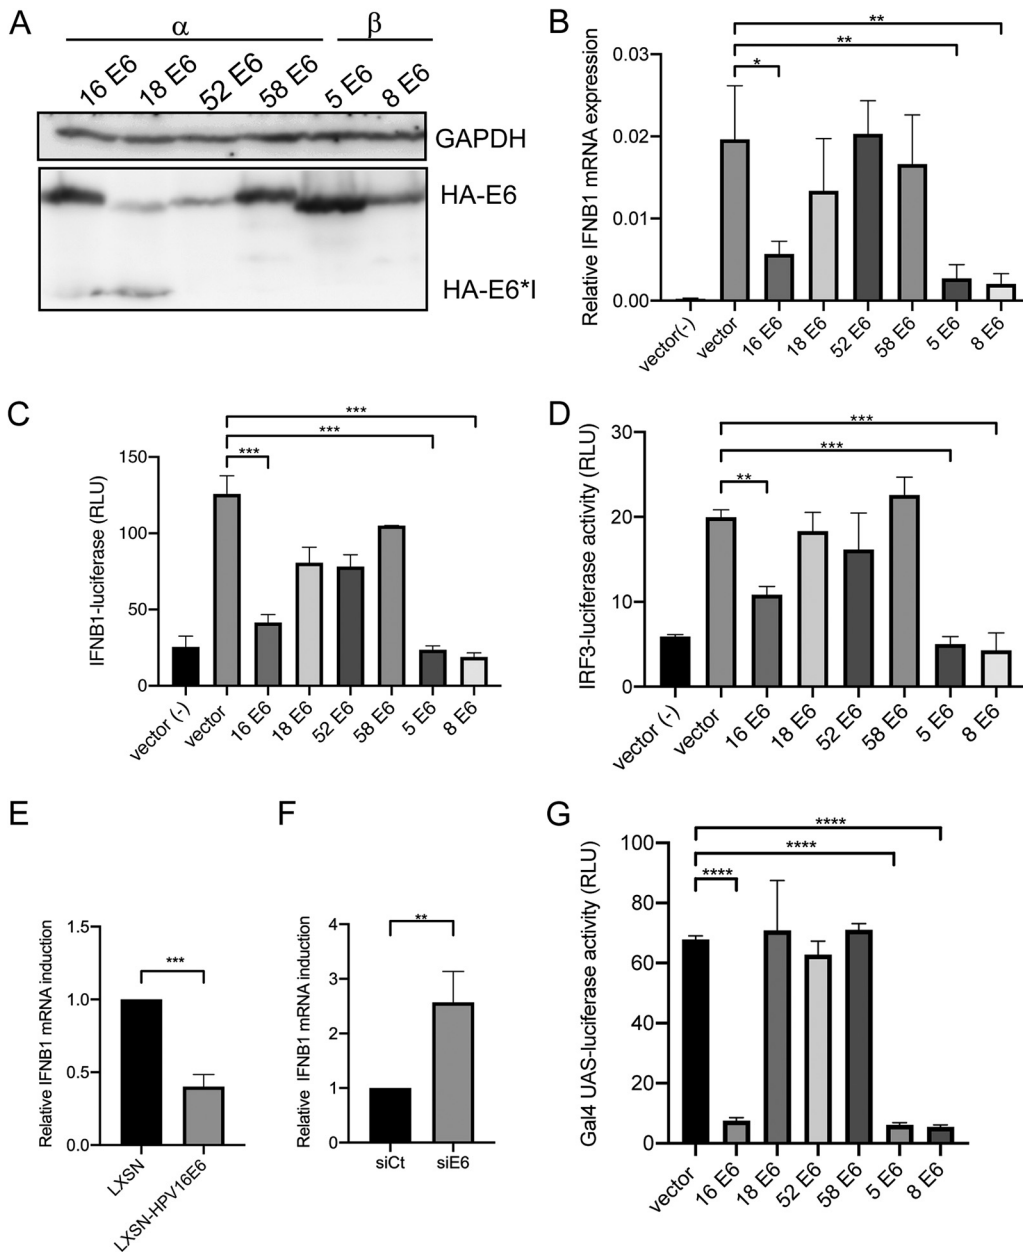 A
α
β
16 E6
18 E6
52 E6
58 E6
5 E6
8 E6
GAPDH
HA-E6
HA-E6*I
B
Relative IFNB1 mRNA expression
**
**
*
0.03
0.02
0.01
0.00
vector(-)
vector
16 E6
18 E6
52 E6
58 E6
5 E6
8 E6
C
IFNB1-luciferase (RLU)
***
***
***
150
100
50
0
vector (-)
vector
16 E6
18 E6
52 E6
58 E6
5 E6
8 E6
D
IRF3-luciferase activity (RLU)
***
***
**
30
20
10
0
vector (-)
vector
16 E6
18 E6
52 E6
58 E6
5 E6
8 E6
E
Relative IFNB1 mRNA induction
***
1.5
1.0
0.5
0.0
LXSN
LXSN-HPV16E6
F
Relative IFNB1 mRNA induction
**
4
3
2
1
0
siCt
siE6
G
Gal4 UAS-luciferase activity (RLU)
****
****
****
100
80
60
40
20
0
vector
16 E6
18 E6
52 E6
58 E6
5 E6
8 E6